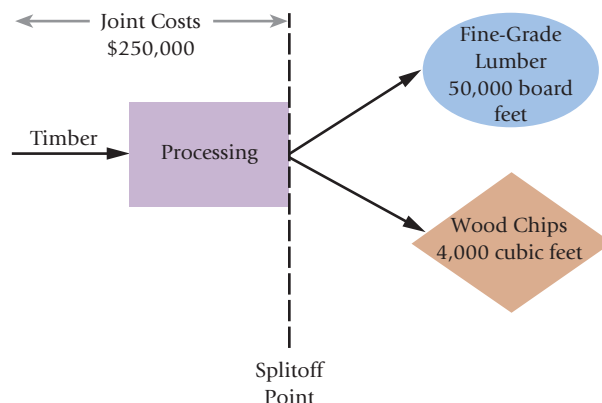 Joint Costs
$250,000
Timber
Processing
Fine-Grade
Lumber
50,000 board
feet
Wood Chips
4,000 cubic feet
Splitoff
Point